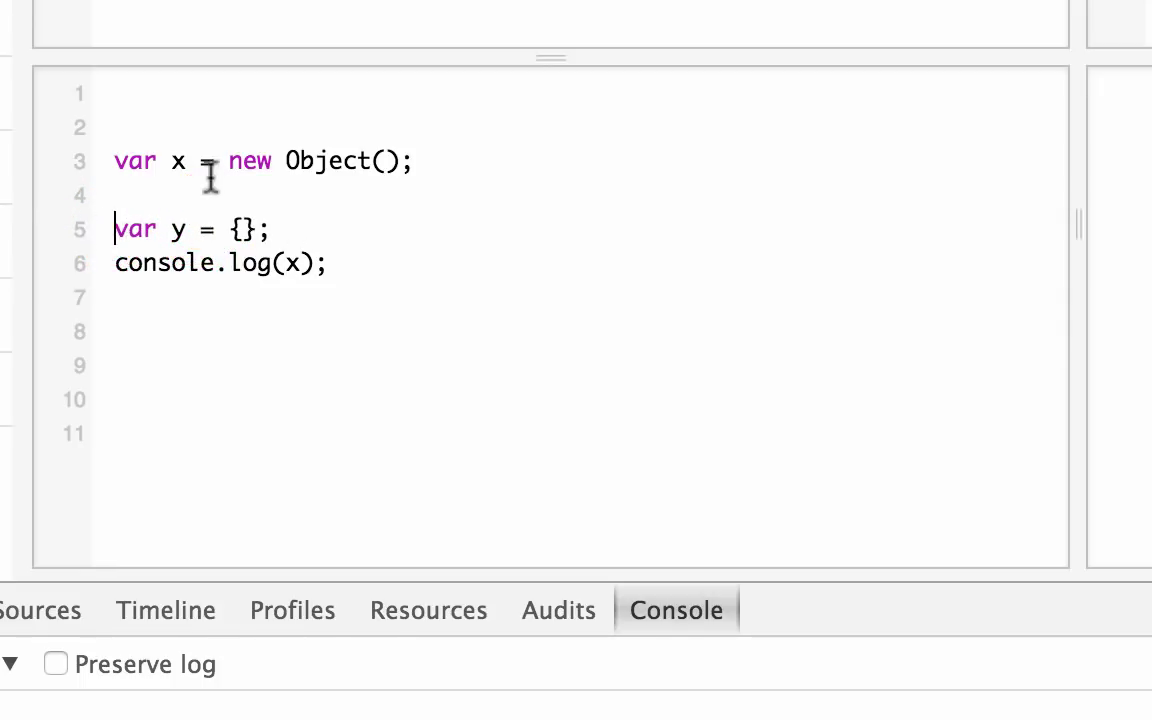 1
2
3 var x = new Object();
4
5 var y = {};
6 console.log(x);
7
8
9
10
11
Timeline Profiles Resources Audits Console
Preserve log